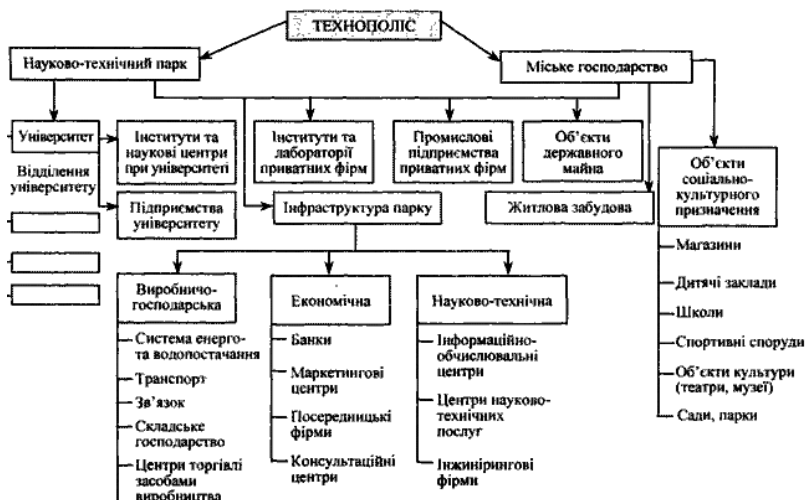 ТЕХНОПОЛІС
Науково-технічний парк
Міське господарство
Університет
Відділення
університету
Інститути та
наукові центри
при університеті
Підприємства
університету
Інститути та
лабораторії
приватних фірм
Промислові
підприємства
приватних фірм
Об’єкти
державного
майна
Інфраструктура парку
Житлова забудова
Об’єкти
соціально-
культурного
призначення
Магазини
Дитячі заклади
Школи
Спортивні споруди
Об’єкти культури
(театри, музеї)
Сади, парки
Виробничо-
господарська
Система енерго-
та водопостачання
Транспорт
Зв’язок
Складське
господарство
Центри торгівлі
засобами
виробництва
Економічна
Банки
Маркетингові
центри
Посередницькі
фірми
Консультаційні
центри
Науково-технічна
Інформаційно-
обчислювальні
центри
Центри науково-
технічних
послуг
Інжинірингові
фірми